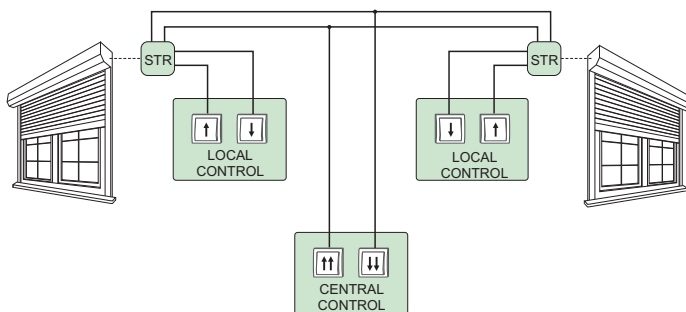 STR
STR
LOCAL
CONTROL
LOCAL
CONTROL
CENTRAL
CONTROL